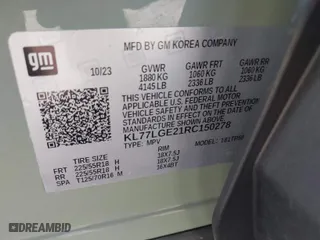 gm
MFD BY GM KOREA COMPANY
10/23 GVWR GAWR FRT GAWR RR
1880 KG 1060 KG 1060 KG
4145 LB 2336 LB 2336 LB
THIS VEHICLE CONFORMS TO ALL APPLICABLE
U.S. FEDERAL MOTOR VEHICLE
SAFETY, BUMPER, AND THEFT PREVENTION
STANDARDS IN EFFECT ON THE DATE OF
MANUFACTURE SHOWN ABOVE.
KL77LGE21RC150278
TYPE: MPV
TIRE SIZE RIM
FRT 225/55R18 H 18X7.5J
RR 225/55R18 H 18X7.5J
SPA T125/70R16 M 16X4BT
DEALERSHIP